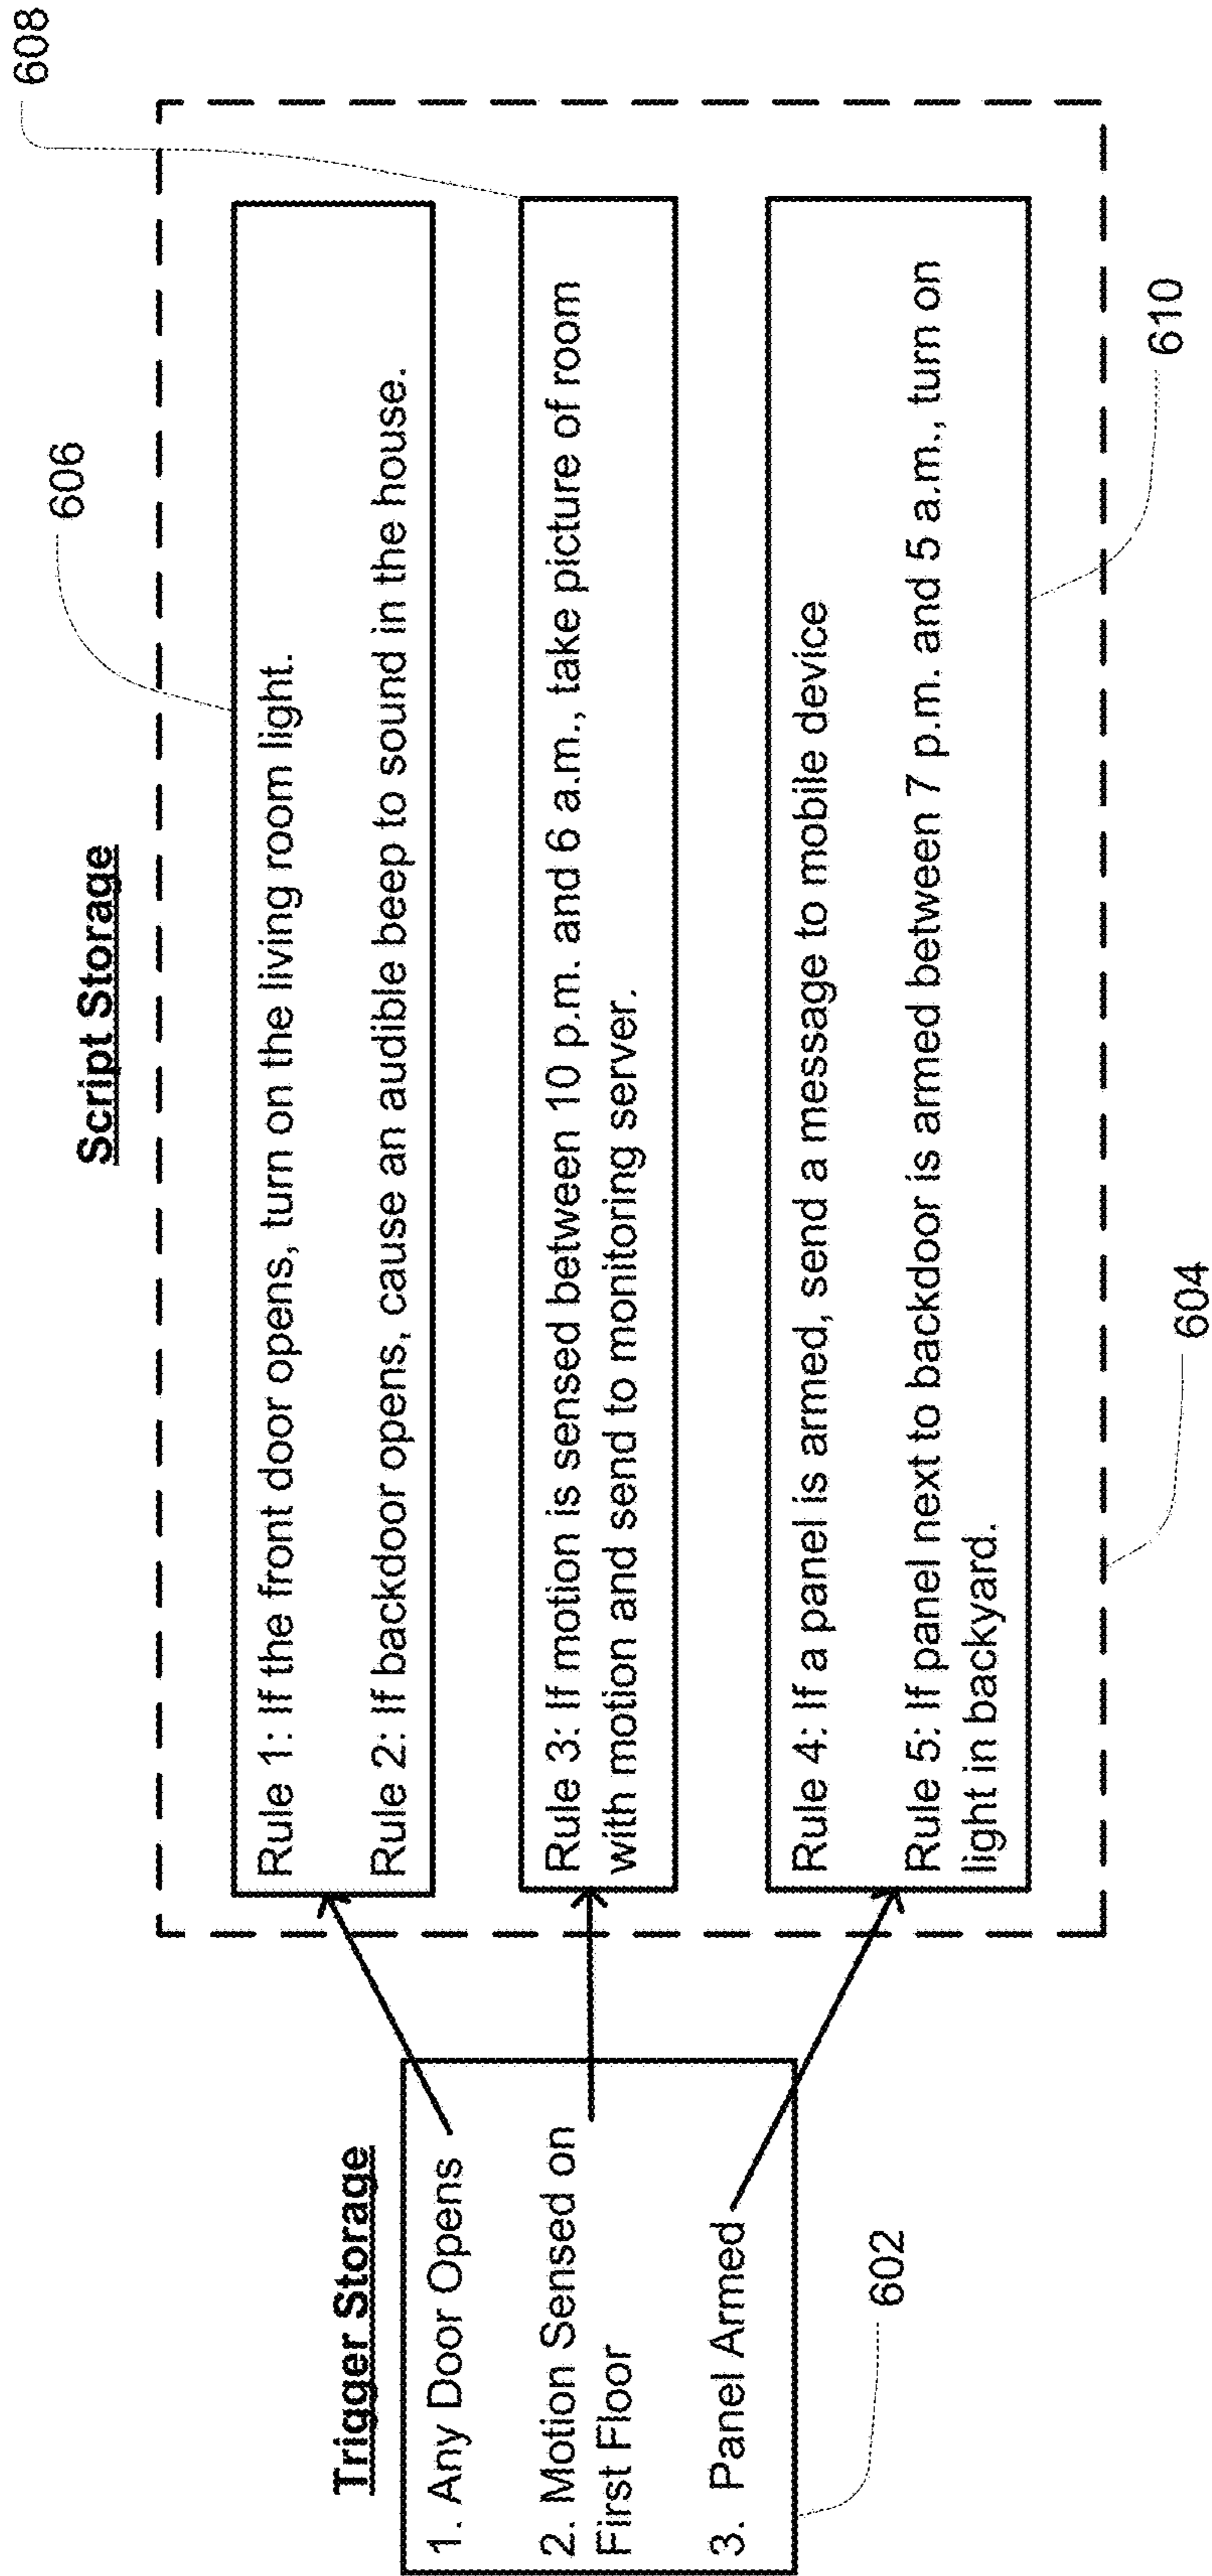 Trigger Storage
1. Any Door Opens
2. Motion Sensed on
First Floor
3. Panel Armed
602
Script Storage
606
608
Rule 1: If the front door opens, turn on the living room light.
Rule 2: If backdoor opens, cause an audible beep to sound in the house.
Rule 3: If motion is sensed between 10 p.m. and 6 a.m., take picture of room
with motion and send to monitoring server.
Rule 4: If a panel is armed, send a message to mobile device
Rule 5: If panel next to backdoor is armed between 7 p.m. and 5 a.m., turn on
light in backyard.
604
610